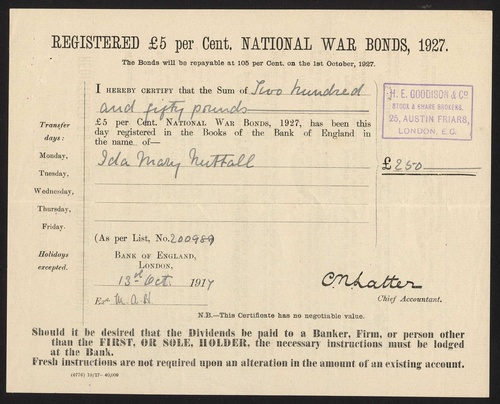 REGISTERED £5 per Cent. NATIONAL WAR BONDS, 1927.
The Bonds will be repayable at 105 per Cent. on the 1st October, 1927.
I HEREBY CERTIFY that the Sum of Two hundred
and fifty pounds
£5 per Cent. NATIONAL WAR BONDS, 1927, has been this
day registered in the Books of the Bank of England in
the name of—
Ida Mary Nuttall
H. E. GOODISON & CO
STOCK & SHARE BROKERS,
25, AUSTIN FRIARS,
LONDON, E.C.
£250
Transfer
days:
Monday,
Tuesday,
Wednesday,
Thursday,
Friday.
Holidays
excepted.
(As per List, No. 200989
BANK OF ENGLAND,
LONDON,
13th Oct. 1917
Exd. M.A.H.
C N Latter
Chief Accountant.
N.B.—This Certificate has no negotiable value.
Should it be desired that the Dividends be paid to a Banker, Firm, or person other
than the FIRST, OR SOLE, HOLDER, the necessary instructions must be lodged
at the Bank.
Fresh instructions are not required upon an alteration in the amount of an existing account.